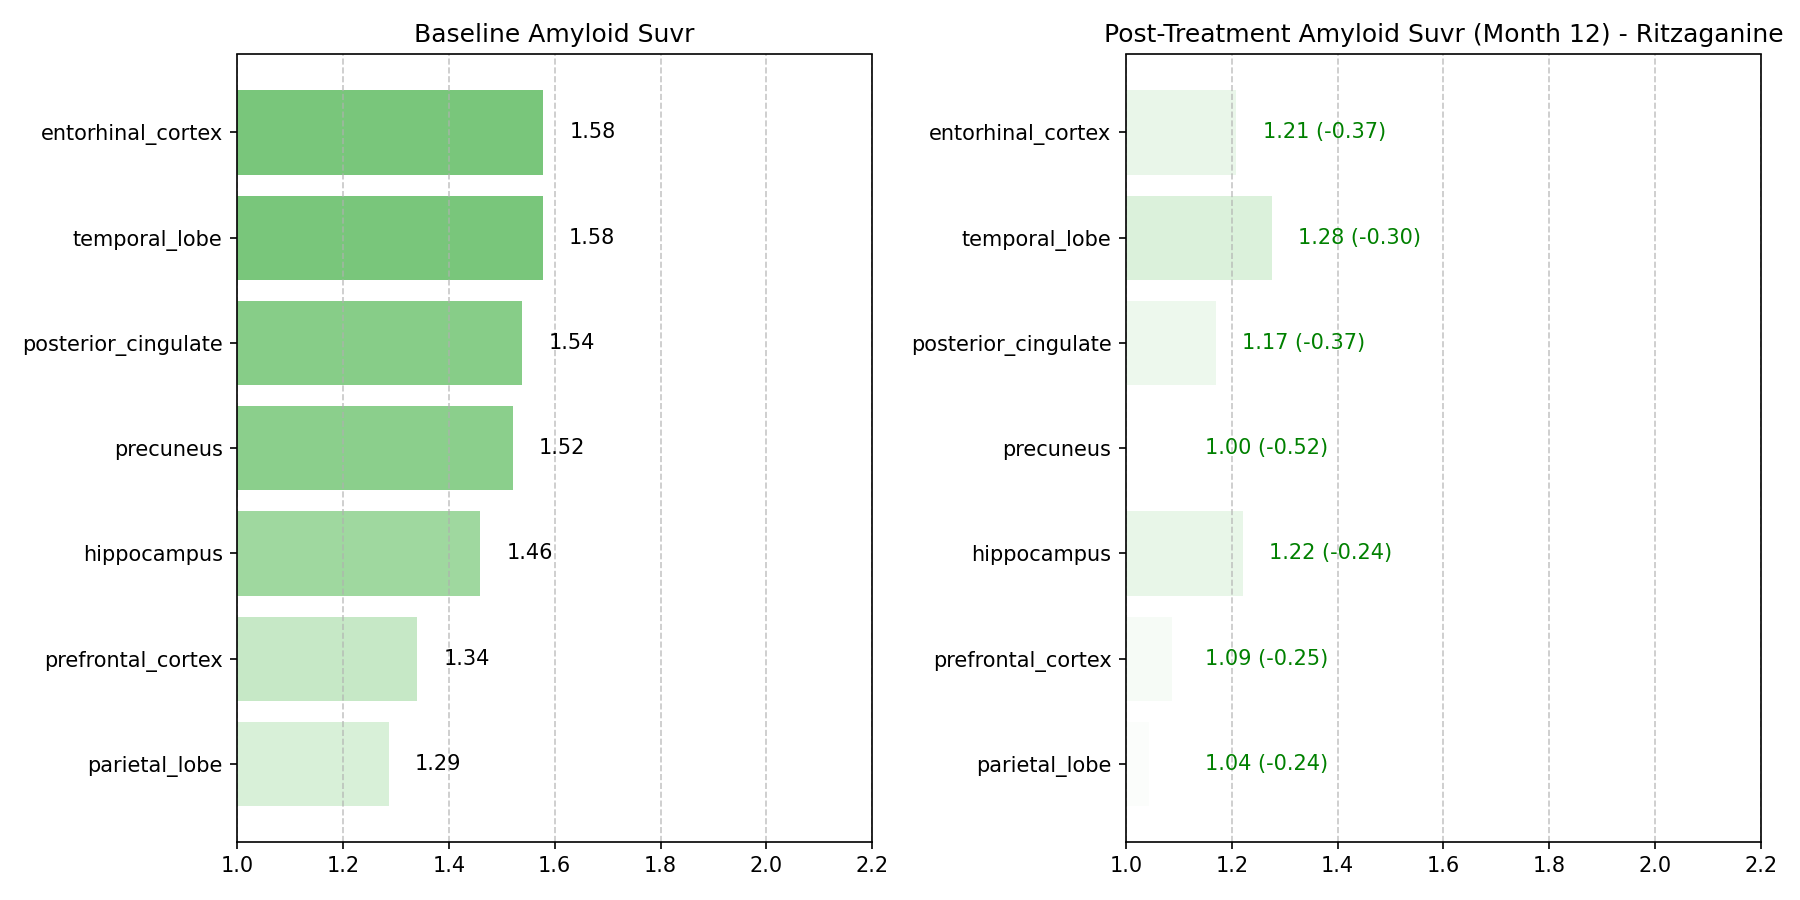 Baseline Amyloid Suvr
entorhinal_cortex
1.58
temporal_lobe
1.58
posterior_cingulate
1.54
precuneus
1.52
hippocampus
1.46
prefrontal_cortex
1.34
parietal_lobe
1.29
1.0 1.2 1.4 1.6 1.8 2.0 2.2
Post-Treatment Amyloid Suvr (Month 12) - Ritzaganine
entorhinal_cortex
1.21 (-0.37)
temporal_lobe
1.28 (-0.30)
posterior_cingulate
1.17 (-0.37)
precuneus
1.00 (-0.52)
hippocampus
1.22 (-0.24)
prefrontal_cortex
1.09 (-0.25)
parietal_lobe
1.04 (-0.24)
1.0 1.2 1.4 1.6 1.8 2.0 2.2